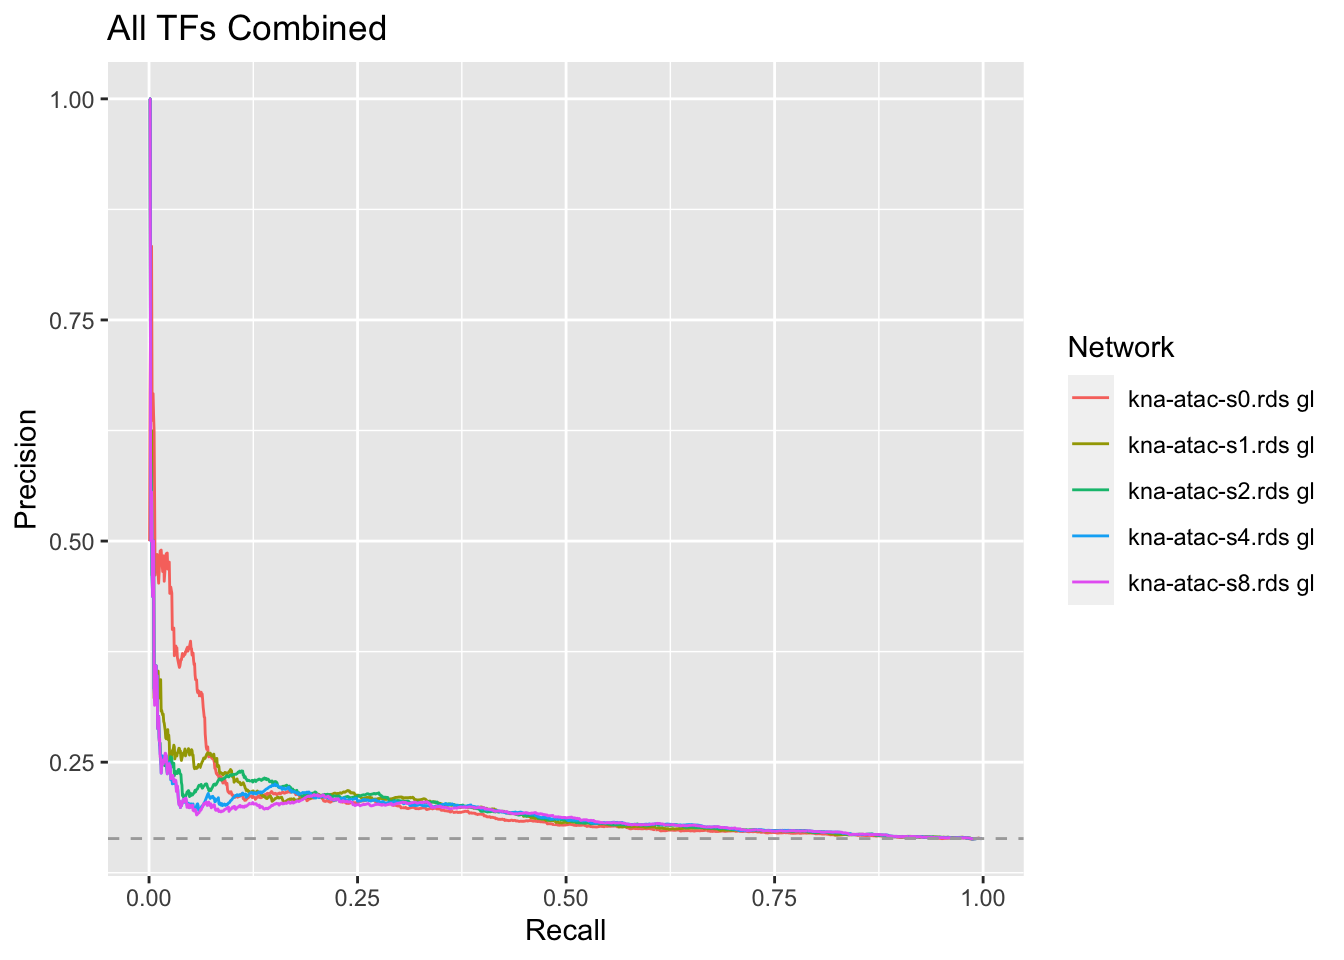 All TFs Combined
1.00
0.75
0.50
0.25
Precision
0.00
0.25
0.50
0.75
1.00
Recall
Network
kna-atac-s0.rds gl
kna-atac-s1.rds gl
kna-atac-s2.rds gl
kna-atac-s4.rds gl
kna-atac-s8.rds gl